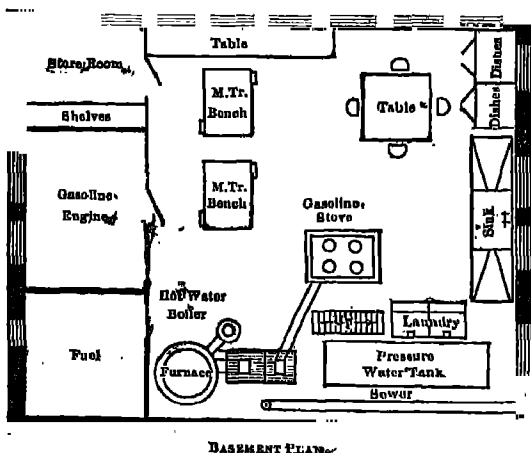 Table
Store Room
Shelves
M.Tr.
Bench
Table
Dishes
Dishes
Gasoline
Engine
M.Tr.
Bench
Gasoline
Stove
Sink
Hot Water
Boiler
Laundry
Fuel
Furnace
Pressure
Water Tank
Sower
BASEMENT PLAN